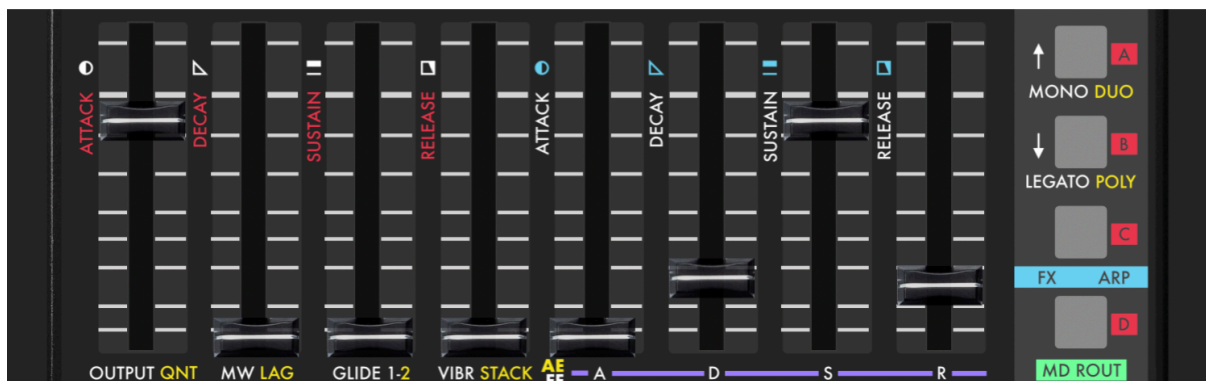 ATTACK
DECAY
SUSTAIN
RELEASE
ATTACK
DECAY
SUSTAIN
RELEASE
A
MONO DUO
B
LEGATO POLY
C
FX ARP
D
MD ROUT
OUTPUT QNT
MW LAG
GLIDE 1-2
VIBR STACK
AE
A
D
S
R